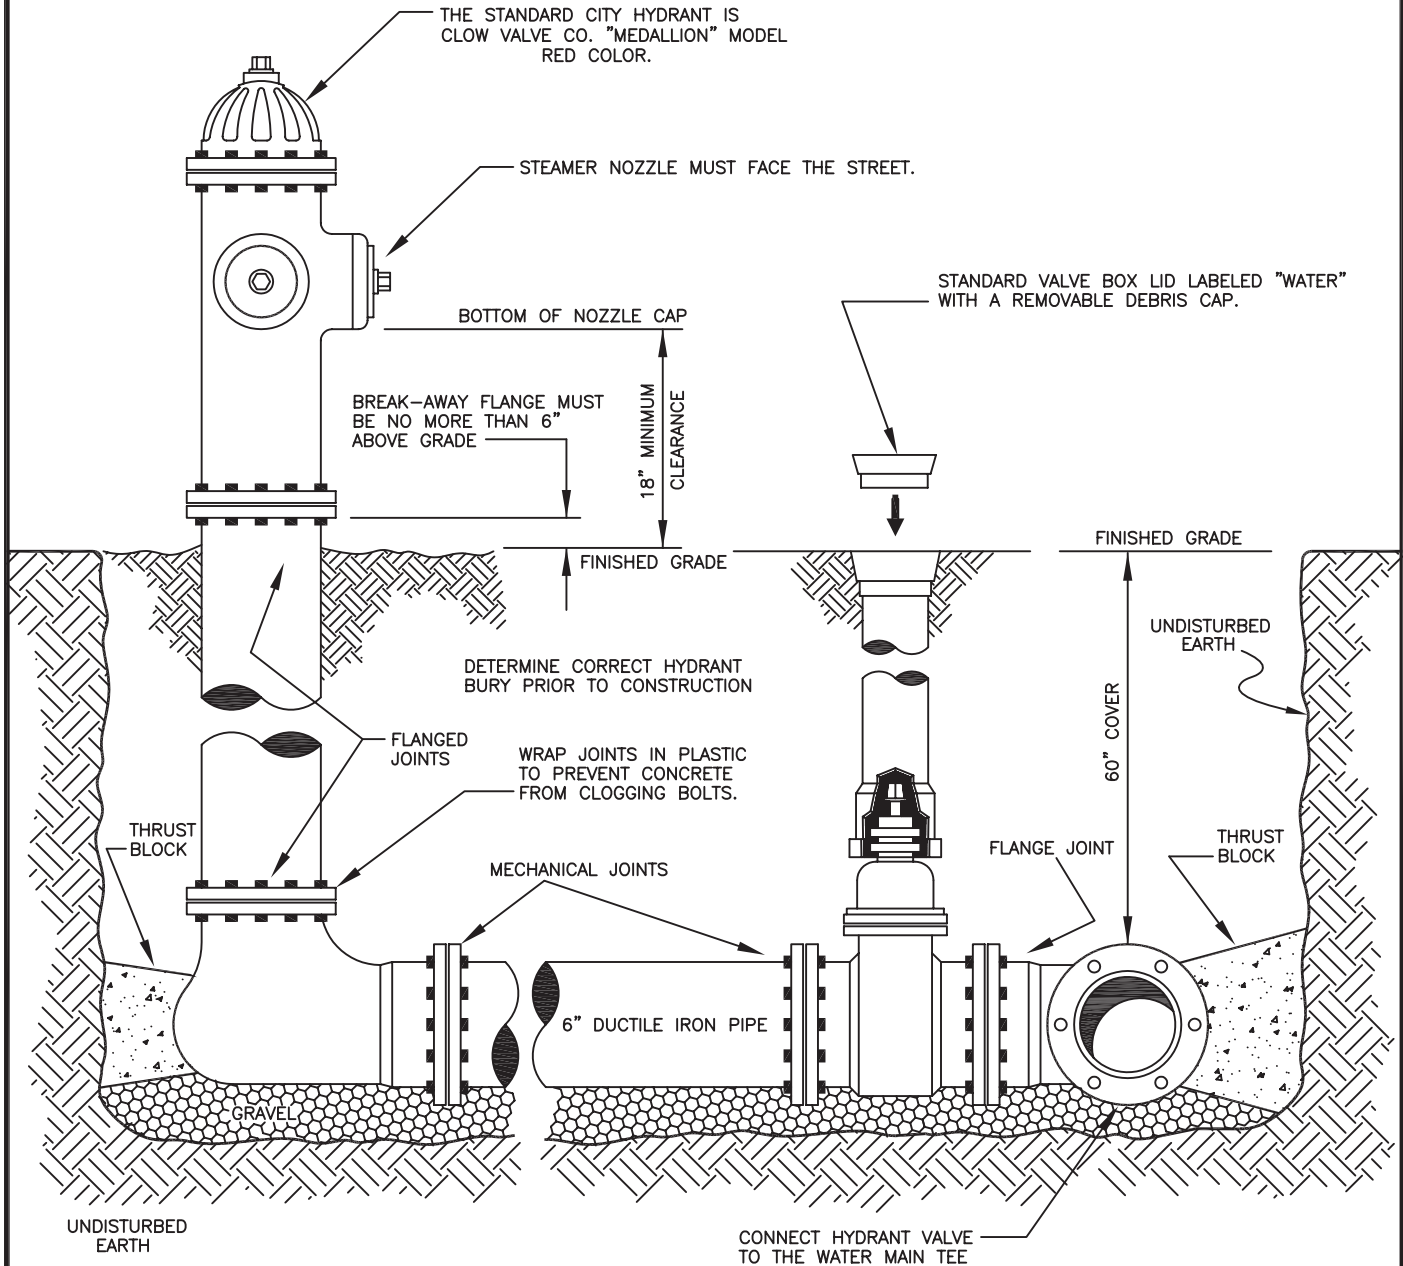 THE STANDARD CITY HYDRANT IS
CLOW VALVE CO. "MEDALLION" MODEL
RED COLOR.
STEAMER NOZZLE MUST FACE THE STREET.
STANDARD VALVE BOX LID LABELED "WATER"
WITH A REMOVABLE DEBRIS CAP.
BOTTOM OF NOZZLE CAP
18" MINIMUM
CLEARANCE
BREAK-AWAY FLANGE MUST
BE NO MORE THAN 6"
ABOVE GRADE
FINISHED GRADE
FINISHED GRADE
UNDISTURBED
EARTH
DETERMINE CORRECT HYDRANT
BURY PRIOR TO CONSTRUCTION
60" COVER
FLANGED
JOINTS
WRAP JOINTS IN PLASTIC
TO PREVENT CONCRETE
FROM CLOGGING BOLTS.
THRUST
BLOCK
MECHANICAL JOINTS
FLANGE JOINT
THRUST
BLOCK
6" DUCTILE IRON PIPE
GRAVEL
UNDISTURBED
EARTH
CONNECT HYDRANT VALVE
TO THE WATER MAIN TEE